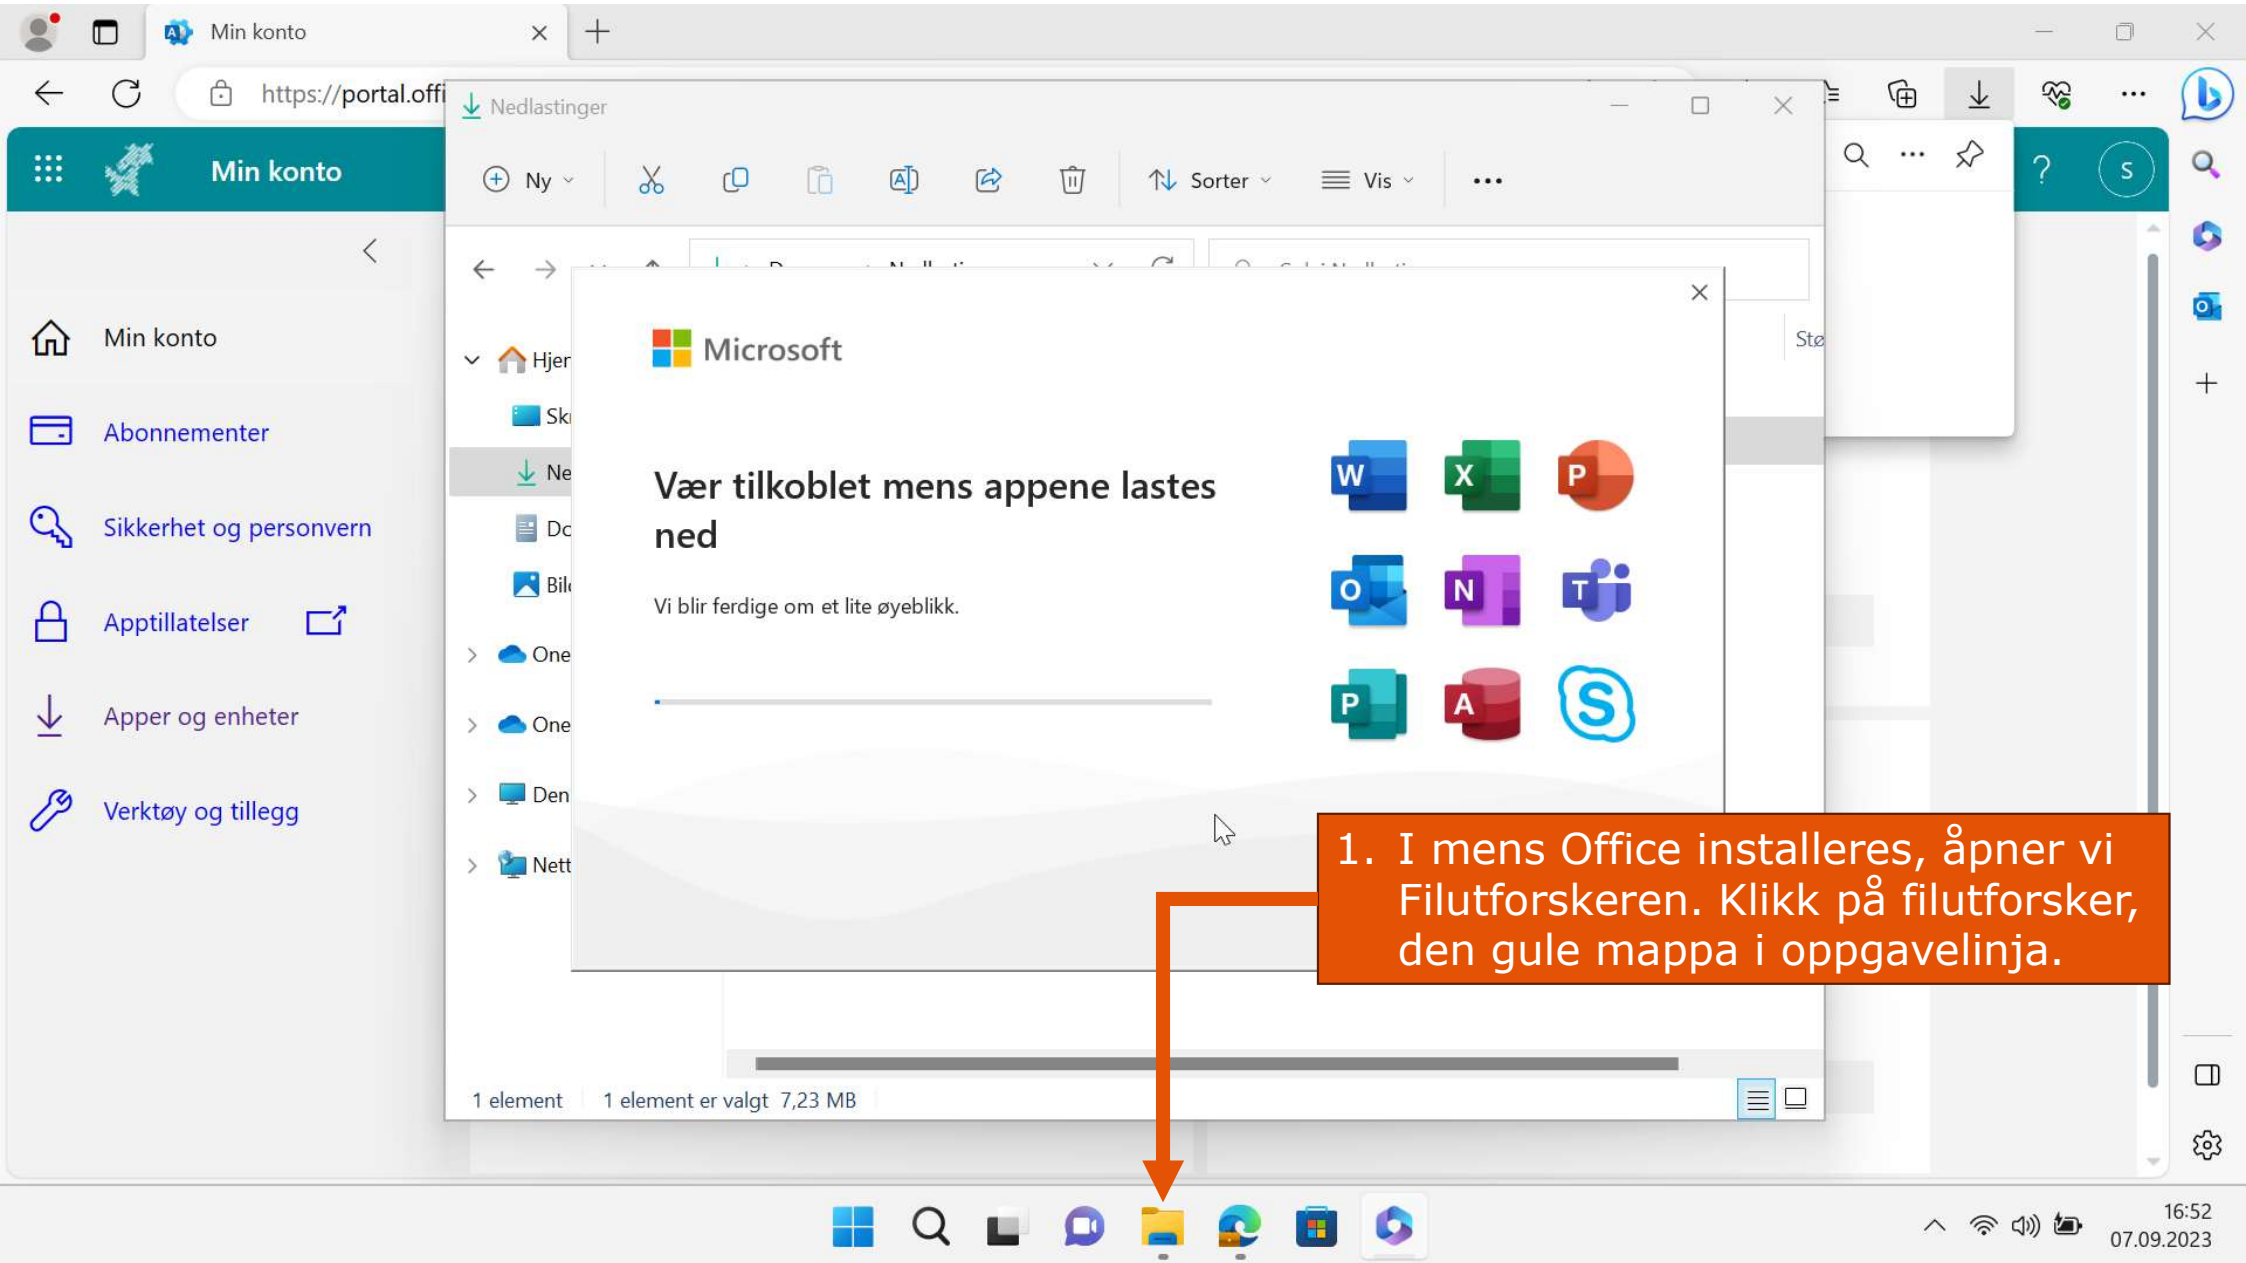 Min konto
https://portal.offi
Nedlastinger
Min konto
Ny
Sorter
Vis
?
S
Min konto
Abonnementer
Sikkerhet og personvern
Apptillatelser
Apper og enheter
Verktøy og tillegg
Hjer
Sk
Ne
Do
Bil
One
One
Den
Nett
Stø
Microsoft
Vær tilkoblet mens appene lastes
ned
Vi blir ferdige om et lite øyeblikk.
W X P
O N T
P A S
1. I mens Office installeres, åpner vi
Filutforskeren. Klikk på filutforsker,
den gule mappa i oppgavelinja.
1 element 1 element er valgt 7,23 MB
16:52
07.09.2023